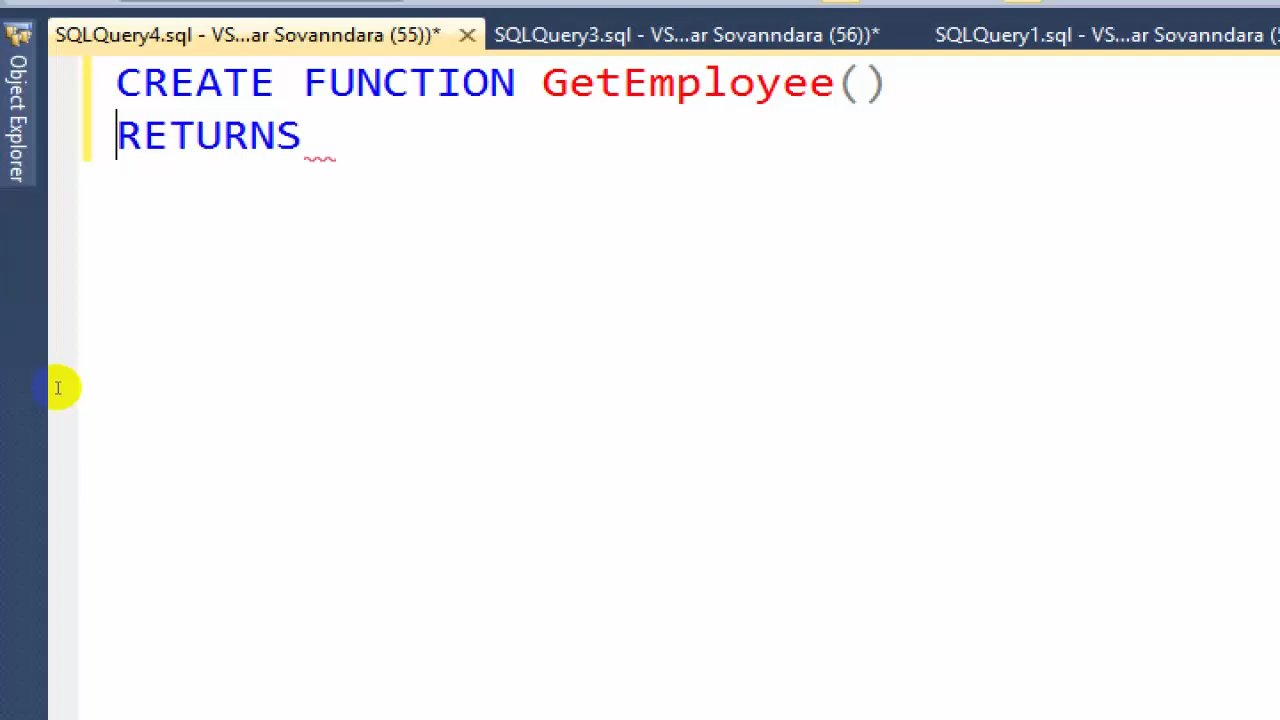 SQLQuery4.sql - VS...ar Sovanndara (55))* SQLQuery3.sql - VS...ar Sovanndara (56))* SQLQuery1.sql - VS...ar Sovanndara (5
Object Explorer
CREATE FUNCTION GetEmployee()
RETURNS